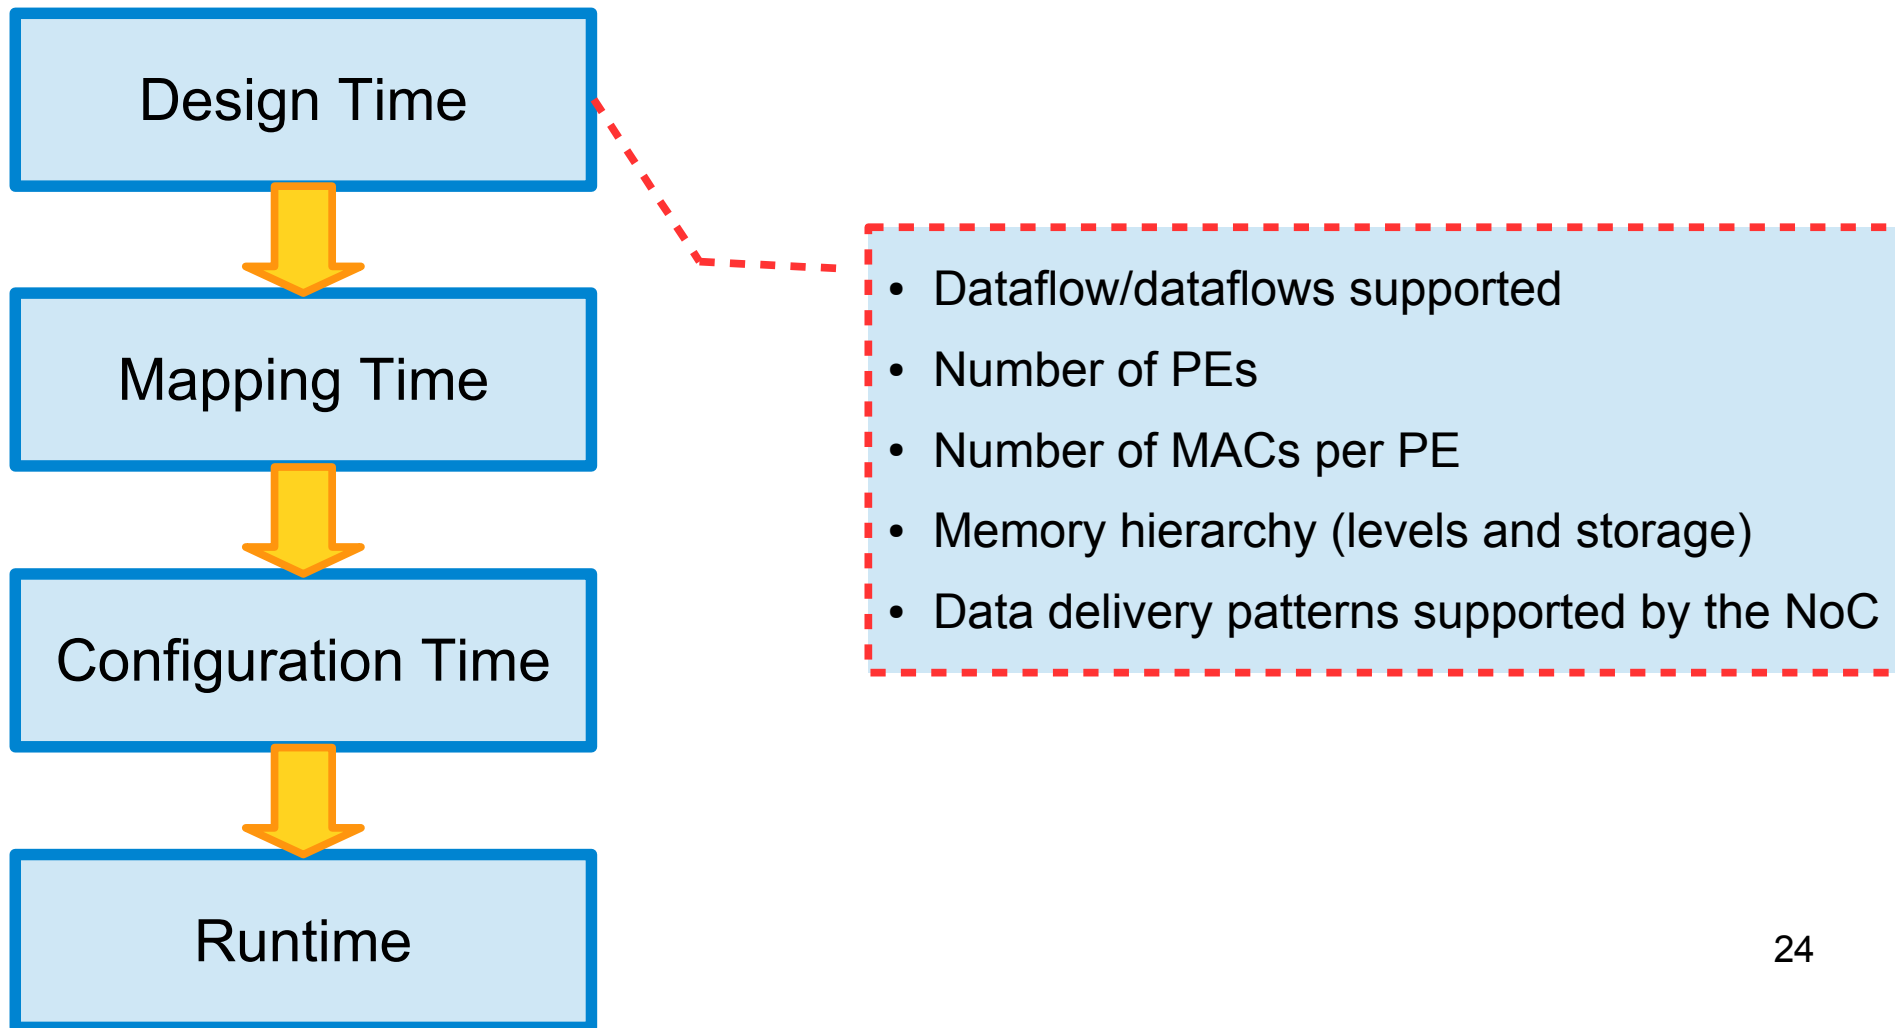 Design Time
Mapping Time
Configuration Time
Runtime
• Dataflow/dataflows supported
• Number of PEs
• Number of MACs per PE
• Memory hierarchy (levels and storage)
• Data delivery patterns supported by the NoC
24